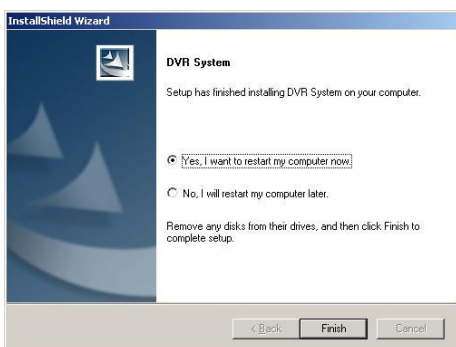 InstallShield Wizard
DVR System
Setup has finished installing DVR System on your computer.
Yes, I want to restart my computer now.
No, I will restart my computer later.
Remove any disks from their drives, and then click Finish to
complete setup.
< Back Finish Cancel